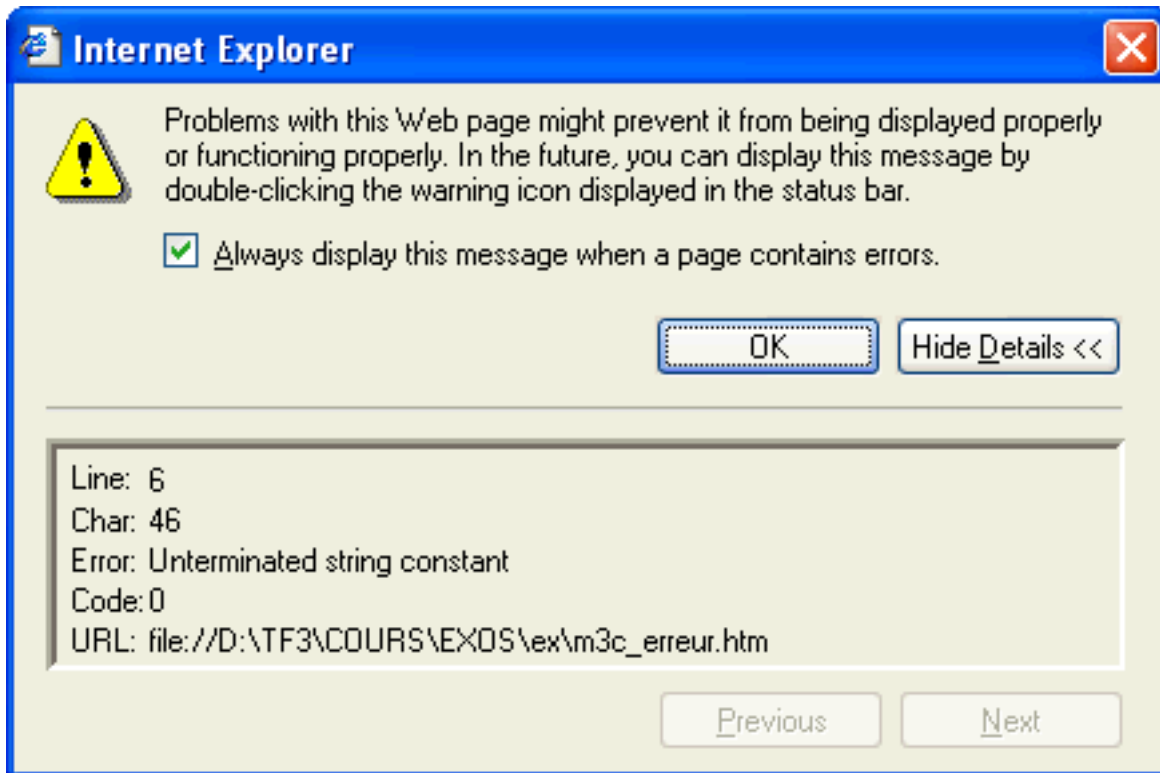 Internet Explorer
Problems with this Web page might prevent it from being displayed properly
or functioning properly. In the future, you can display this message by
double-clicking the warning icon displayed in the status bar.
Always display this message when a page contains errors.
OK
Hide Details <<
Line: 6
Char: 46
Error: Unterminated string constant
Code: 0
URL: file://D:\TF3\COURS\EXOS\ex\m3c_erreur.htm
Previous
Next